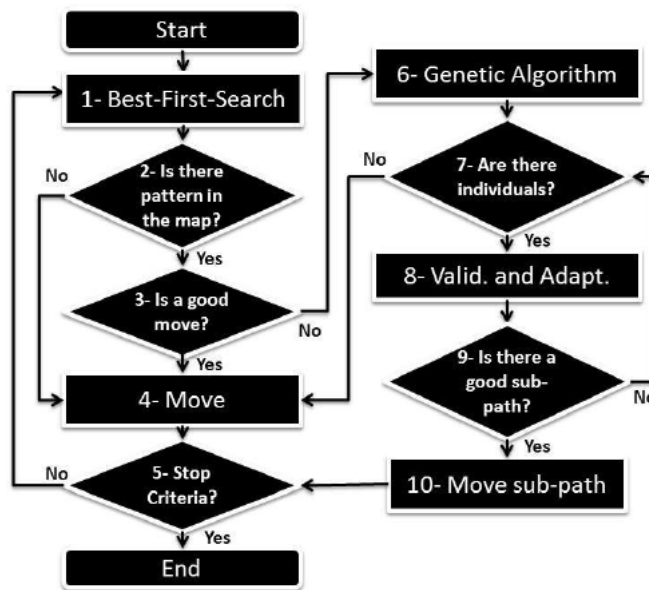 Start
1- Best-First-Search
No
2- Is there
pattern in
the map?
Yes
3- Is a good
move?
No
Yes
4- Move
No
5- Stop
Criteria?
Yes
End
6- Genetic Algorithm
No
7- Are there
individuals?
Yes
8- Valid. and Adapt.
9- Is there a
good sub-
path?
No
Yes
10- Move sub-path